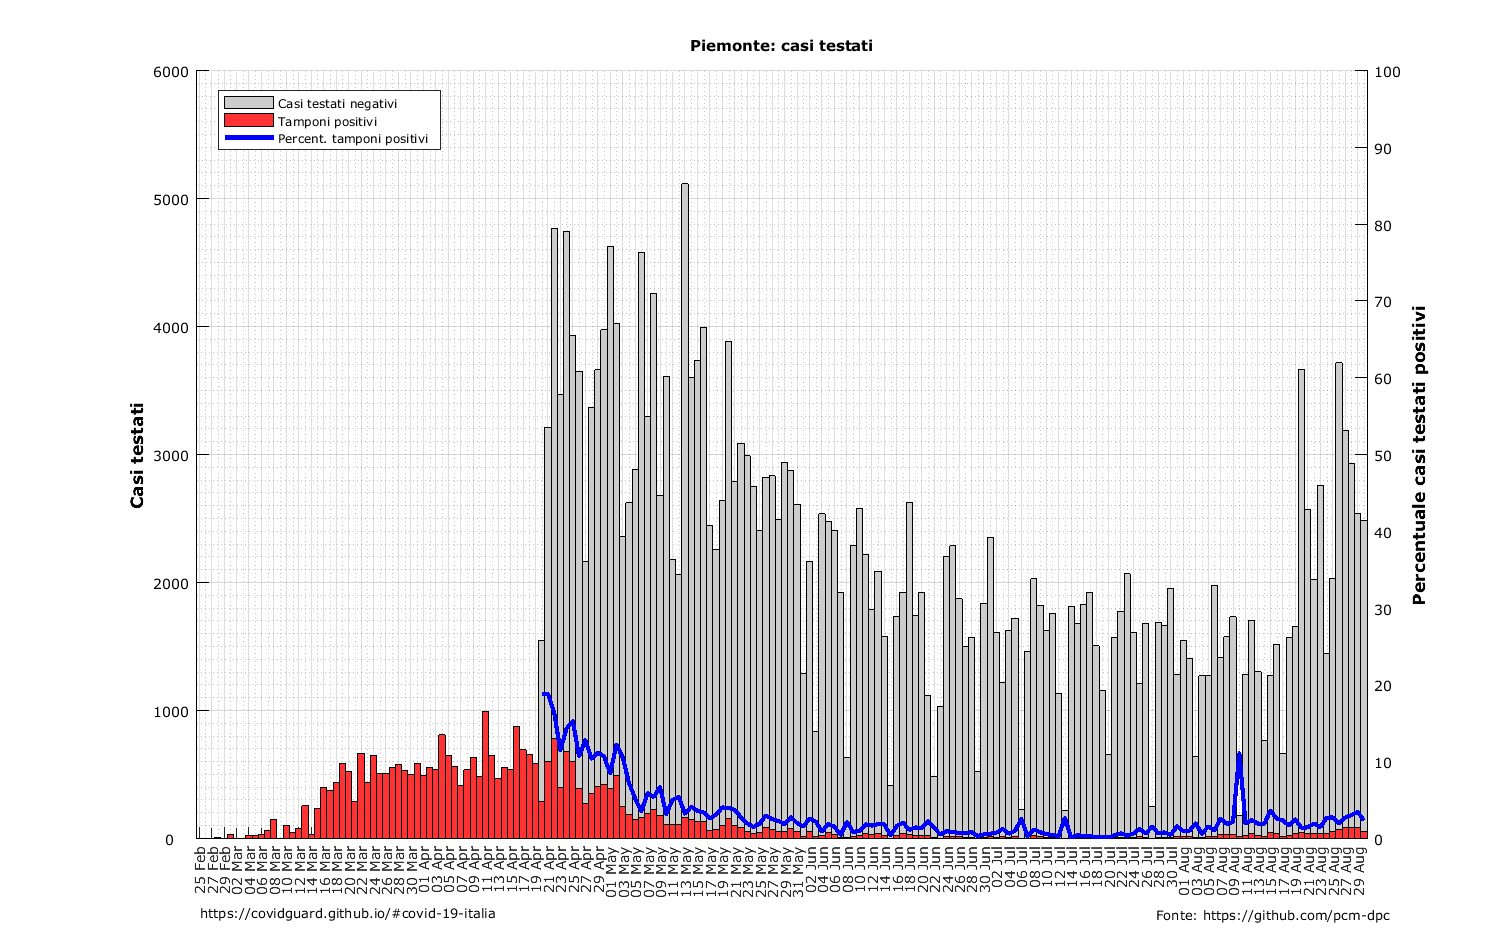 Piemonte: casi testati
Casi testati negativi
Tamponi positivi
Percent. tamponi positivi
Casi testati
6000
5000
4000
3000
2000
1000
0
100
90
80
70
60
50
40
30
20
10
0
Percentuale casi testati positivi
25 Feb
27 Feb
29 Feb
02 Mar
04 Mar
06 Mar
08 Mar
10 Mar
12 Mar
14 Mar
16 Mar
18 Mar
20 Mar
22 Mar
24 Mar
26 Mar
28 Mar
30 Mar
01 Apr
03 Apr
05 Apr
07 Apr
09 Apr
11 Apr
13 Apr
15 Apr
17 Apr
19 Apr
21 Apr
23 Apr
25 Apr
27 Apr
29 Apr
01 May
03 May
05 May
07 May
09 May
11 May
13 May
15 May
17 May
19 May
21 May
23 May
25 May
27 May
29 May
31 May
02 Jun
04 Jun
06 Jun
08 Jun
10 Jun
12 Jun
14 Jun
16 Jun
18 Jun
20 Jun
22 Jun
24 Jun
26 Jun
28 Jun
30 Jun
02 Jul
04 Jul
06 Jul
08 Jul
10 Jul
12 Jul
14 Jul
16 Jul
18 Jul
20 Jul
22 Jul
24 Jul
26 Jul
28 Jul
30 Jul
01 Aug
03 Aug
05 Aug
07 Aug
09 Aug
11 Aug
13 Aug
15 Aug
17 Aug
19 Aug
21 Aug
23 Aug
25 Aug
27 Aug
29 Aug
https://covidguard.github.io/#covid-19-italia
Fonte: https://github.com/pcm-dpc